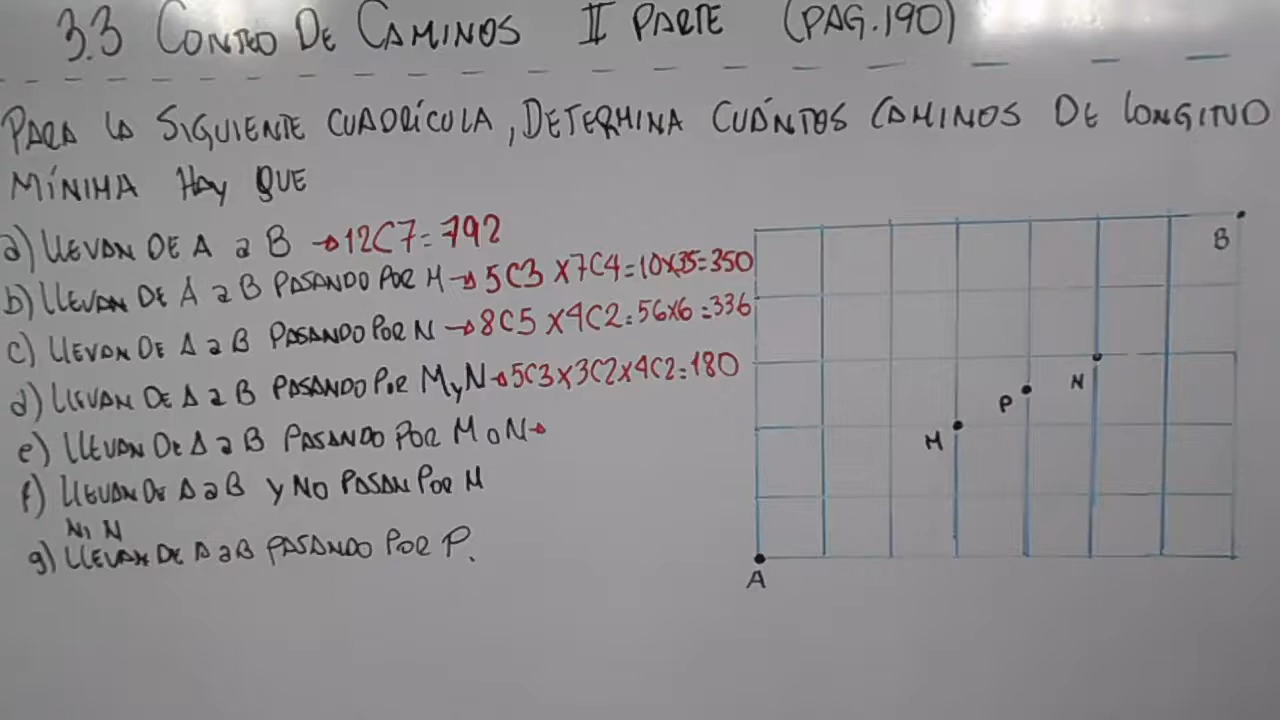 3.3 CONTEO DE CAMINOS II PARTE (PAG.190)
PARA LA SIGUIENTE CUADRÍCULA, DETERMINA CUÁNTOS CAMINOS DE LONGITUD
MÍNIMA HAY QUE
a) LLEVAN DE A a B → 12C7 = 792
b) LLEVAN DE A a B PASANDO POR M → 5C3 x 7C4 = 10x35 = 350
c) LLEVAN DE A a B PASANDO POR N → 8C5 x 4C2 = 56x6 = 336
d) LLEVAN DE A a B PASANDO POR M y N → 5C3 x 3C2 x 4C2 = 180
e) LLEVAN DE A a B PASANDO POR M o N →
f) LLEVAN DE A a B Y NO PASAN POR M
NI N
g) LLEVAN DE A a B PASANDO POR P.
B
N
P
M
A